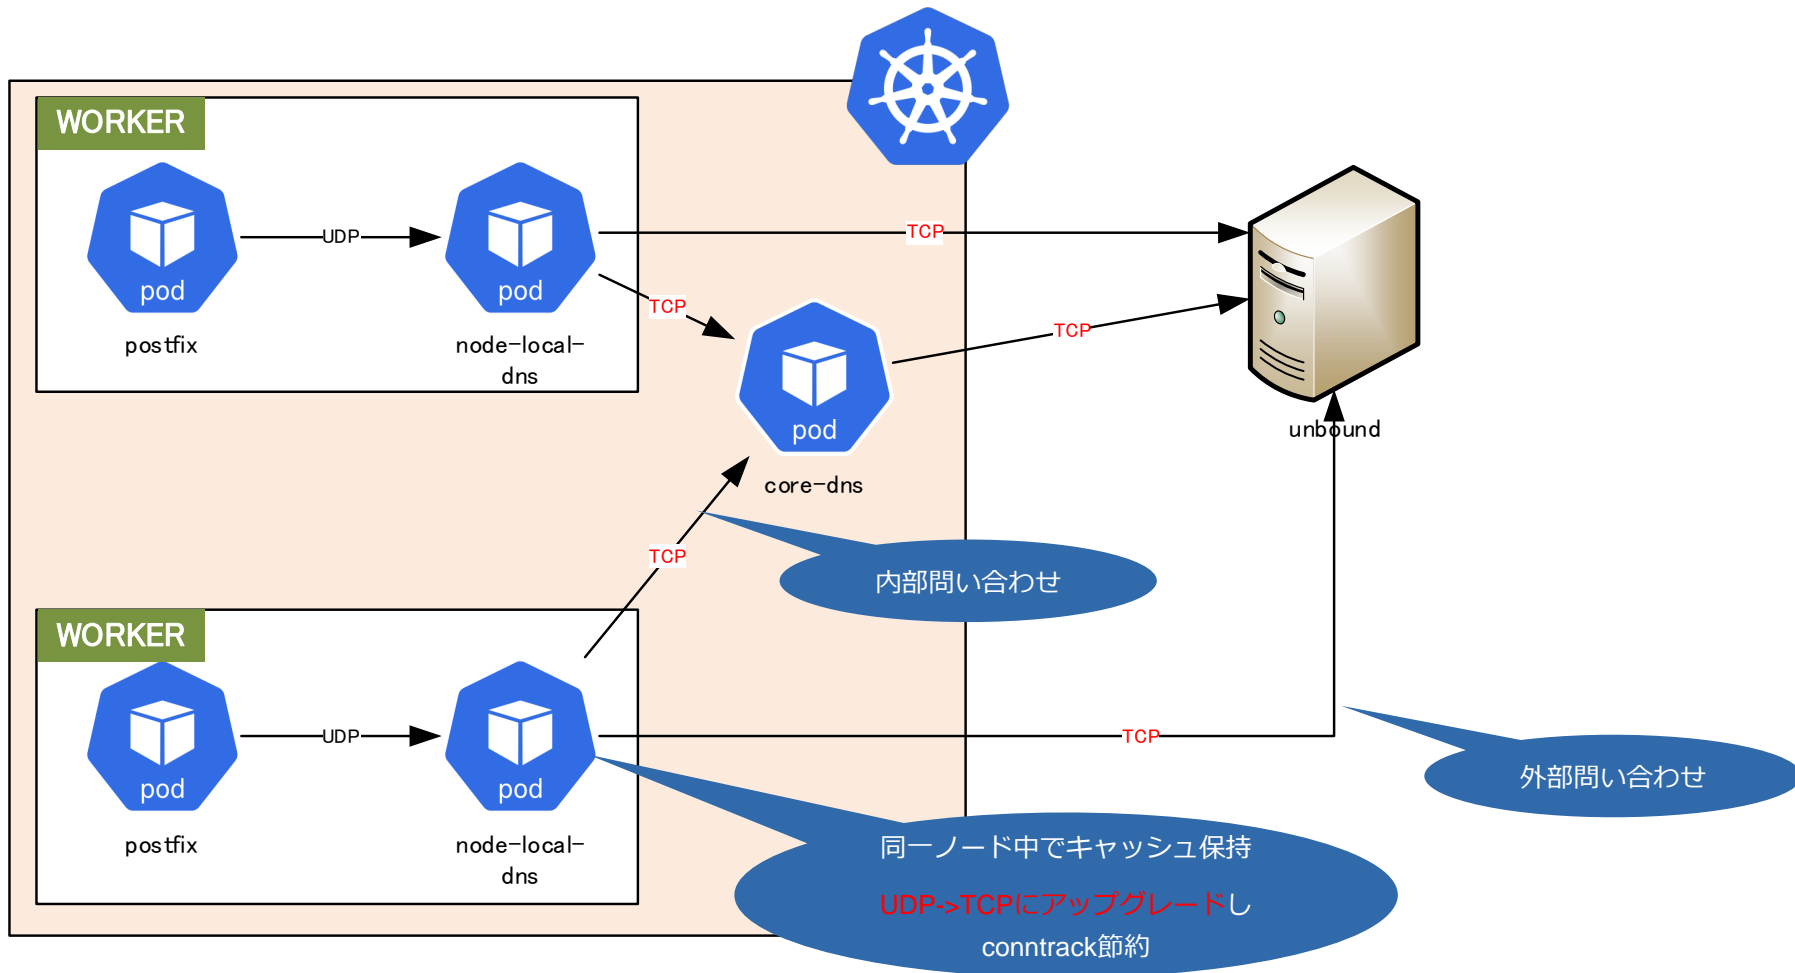 WORKER
pod
postfix
UDP
pod
node-local-
dns
TCP
TCP
pod
core-dns
TCP
unbound
TCP
内部問い合わせ
WORKER
pod
postfix
UDP
pod
node-local-
dns
TCP
外部問い合わせ
同一ノード中でキャッシュ保持
UDP->TCPにアップグレードし
conntrack節約